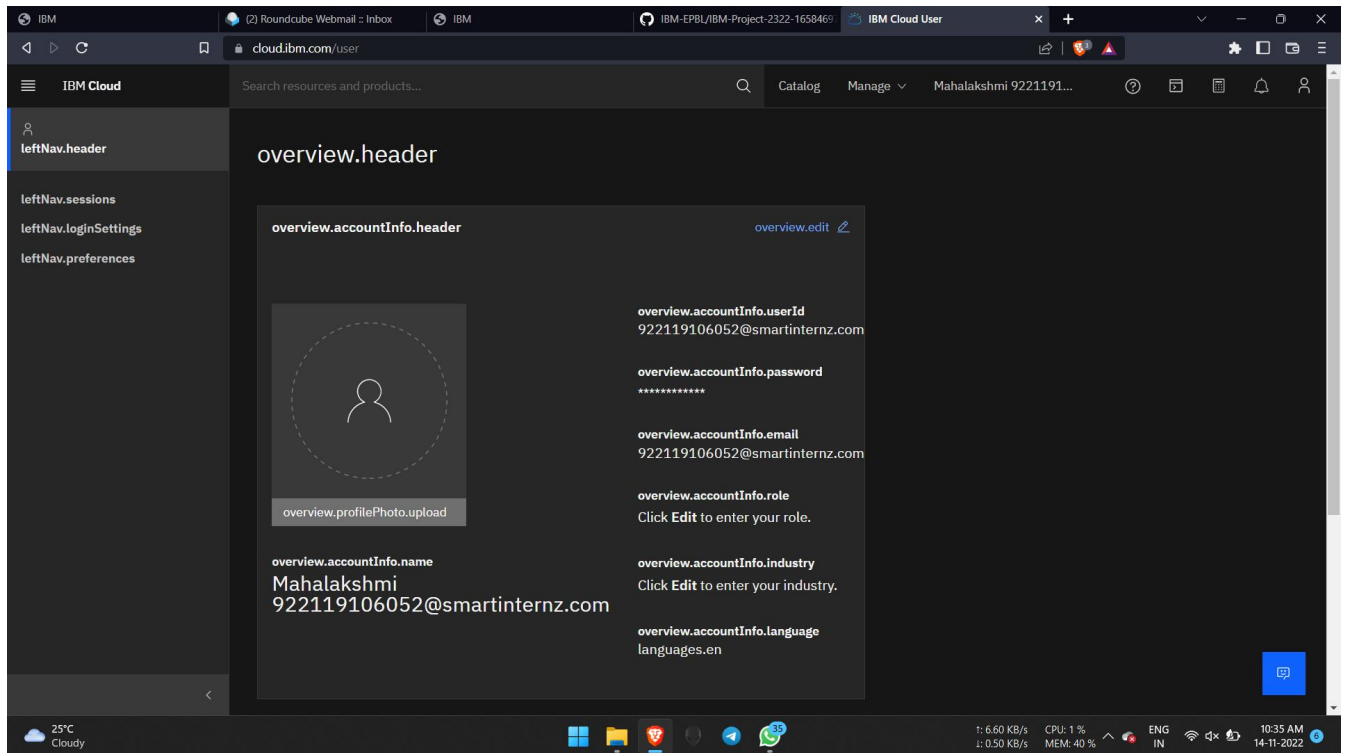 IBM
(2) Roundcube Webmail :: Inbox
IBM
IBM-EPBL/IBM-Project-2322-1658469
IBM Cloud User
cloud.ibm.com/user
IBM Cloud
Search resources and products...
Catalog
Manage
Mahalakshmi 9221191...
leftNav.header
leftNav.sessions
leftNav.loginSettings
leftNav.preferences
overview.header
overview.accountInfo.header
overview.edit
overview.profilePhoto.upload
overview.accountInfo.name
Mahalakshmi
922119106052@smartinternz.com
overview.accountInfo.userId
922119106052@smartinternz.com
overview.accountInfo.password
************
overview.accountInfo.email
922119106052@smartinternz.com
overview.accountInfo.role
Click Edit to enter your role.
overview.accountInfo.industry
Click Edit to enter your industry.
overview.accountInfo.language
languages.en
25°C
Cloudy
35
↑: 6.60 KB/s
↓: 0.50 KB/s
CPU: 1 %
MEM: 40 %
ENG
IN
10:35 AM
14-11-2022
6